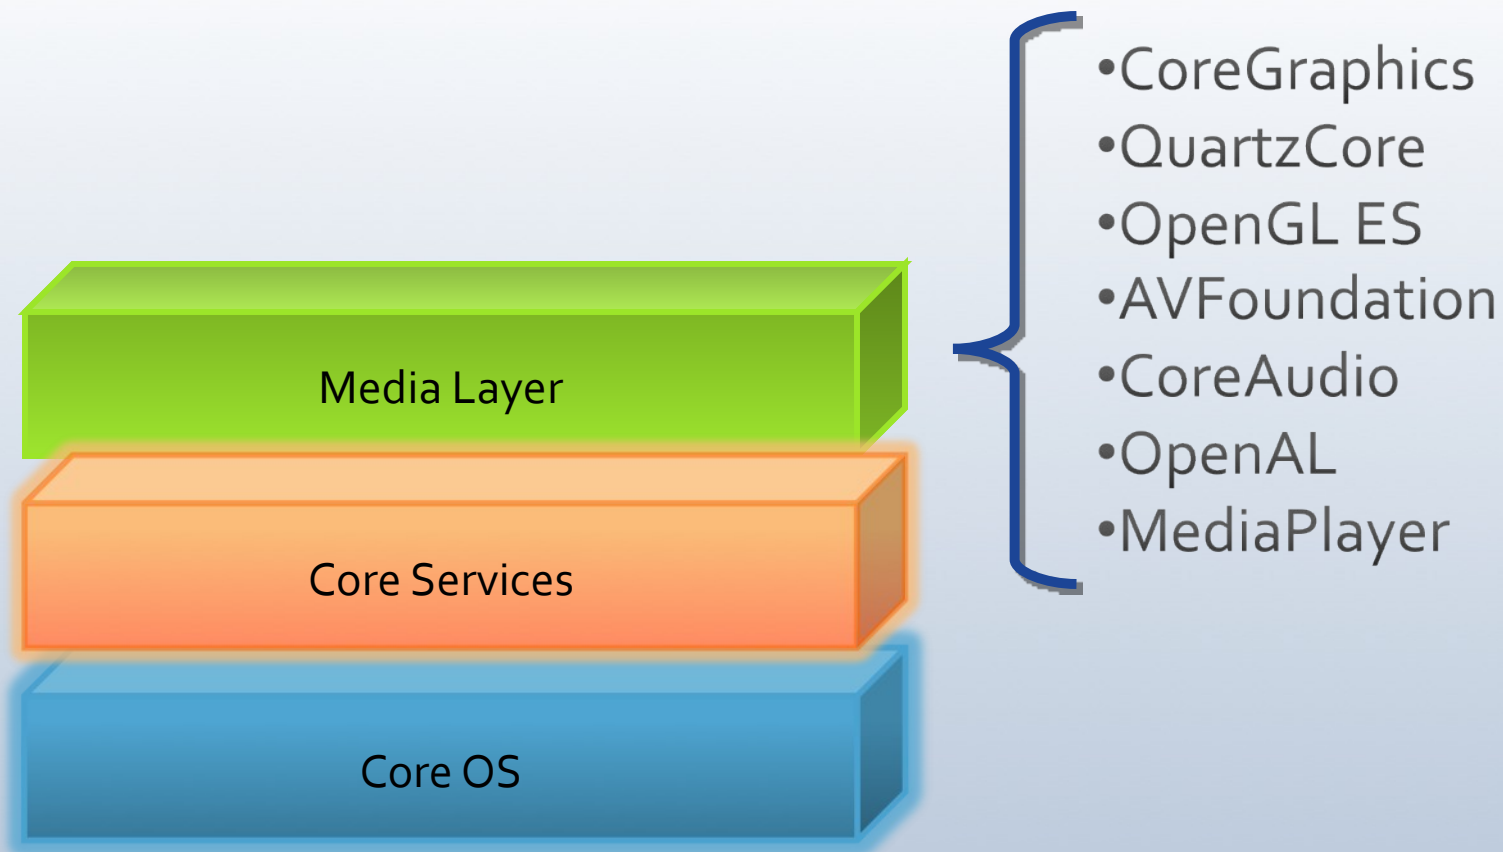 •CoreGraphics
•QuartzCore
•OpenGL ES
•AVFoundation
•CoreAudio
•OpenAL
•MediaPlayer
Media Layer
Core Services
Core OS